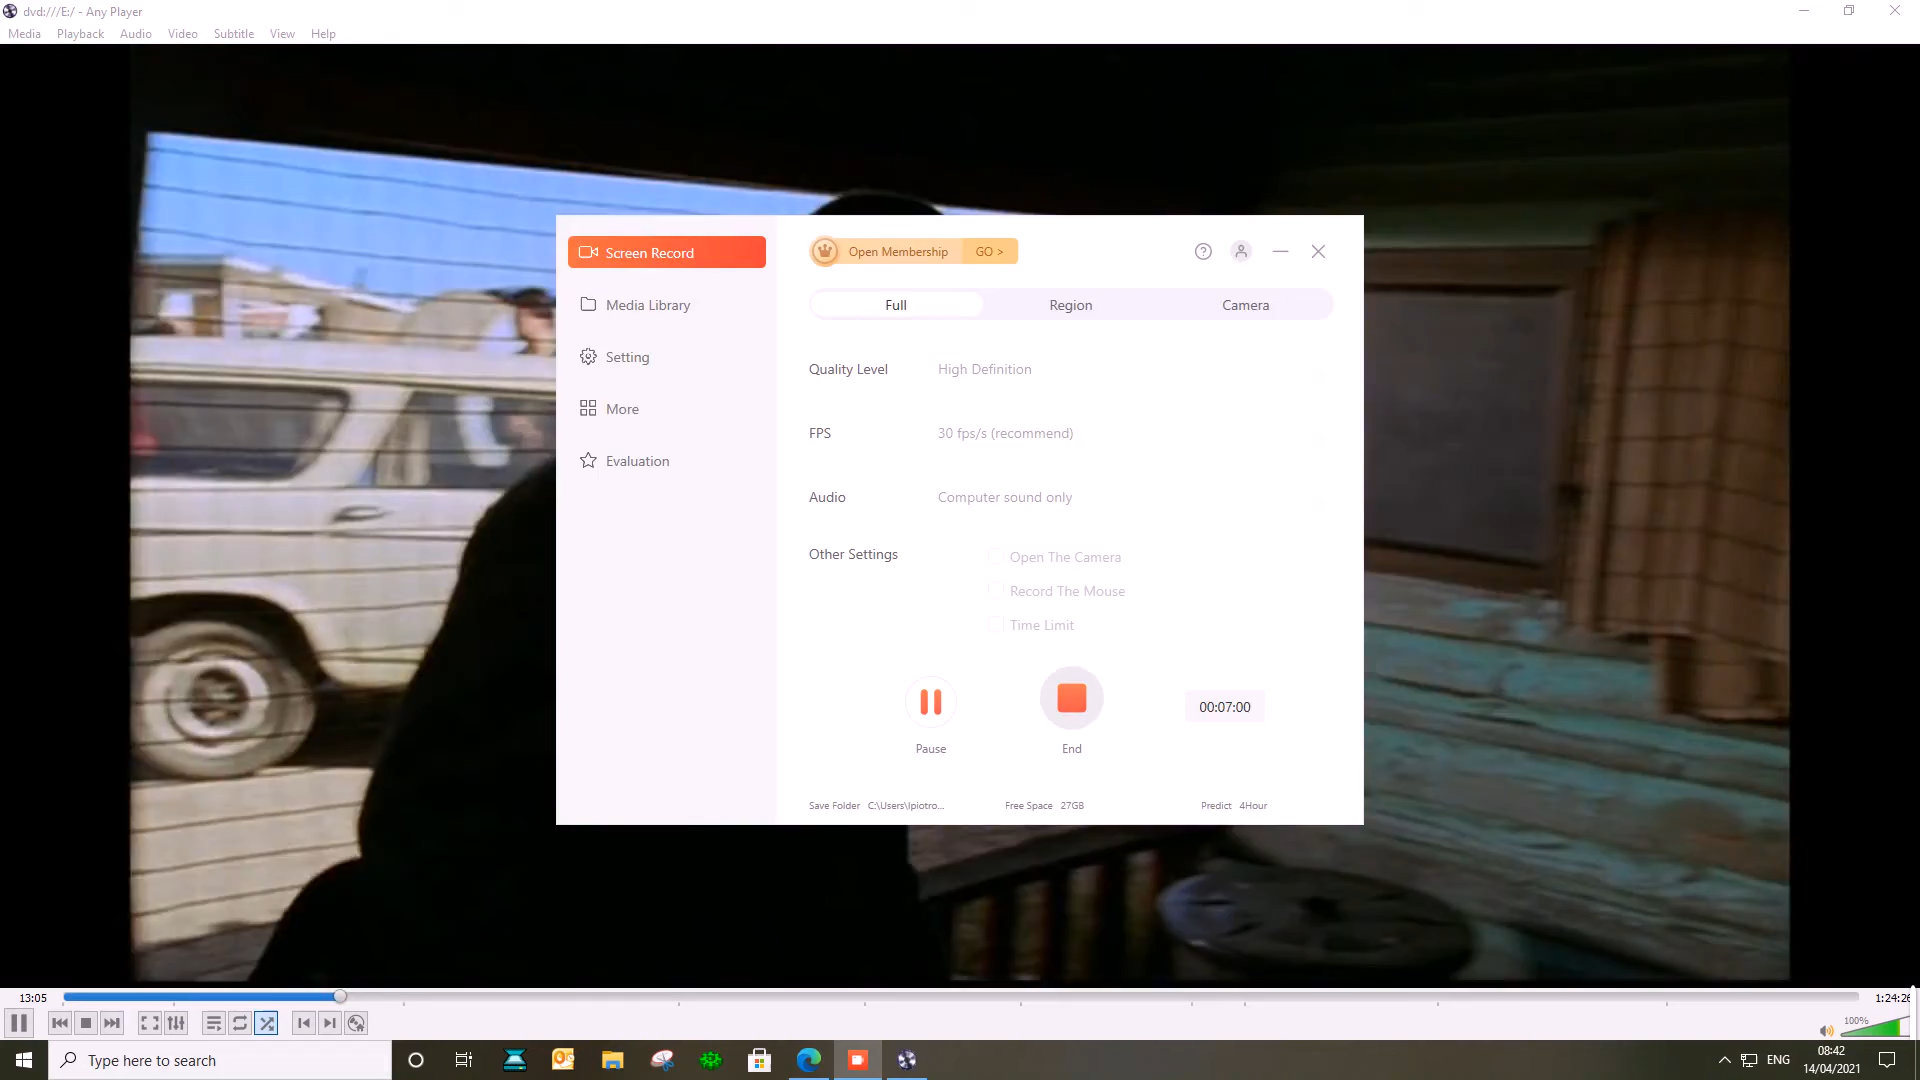 dvd:///E:/ - Any Player
Media Playback Audio Video Subtitle View Help
Screen Record
Media Library
Setting
More
Evaluation
Open Membership GO >
Full Region Camera
Quality Level High Definition
FPS 30 fps/s (recommend)
Audio Computer sound only
Other Settings Open The Camera
Record The Mouse
Time Limit
00:07:00
Pause End
Save Folder C:\Users\lpiotro... Free Space 27GB Predict 4Hour
13:05 1:24:26
100%
Type here to search
ENG
08:42
14/04/2021